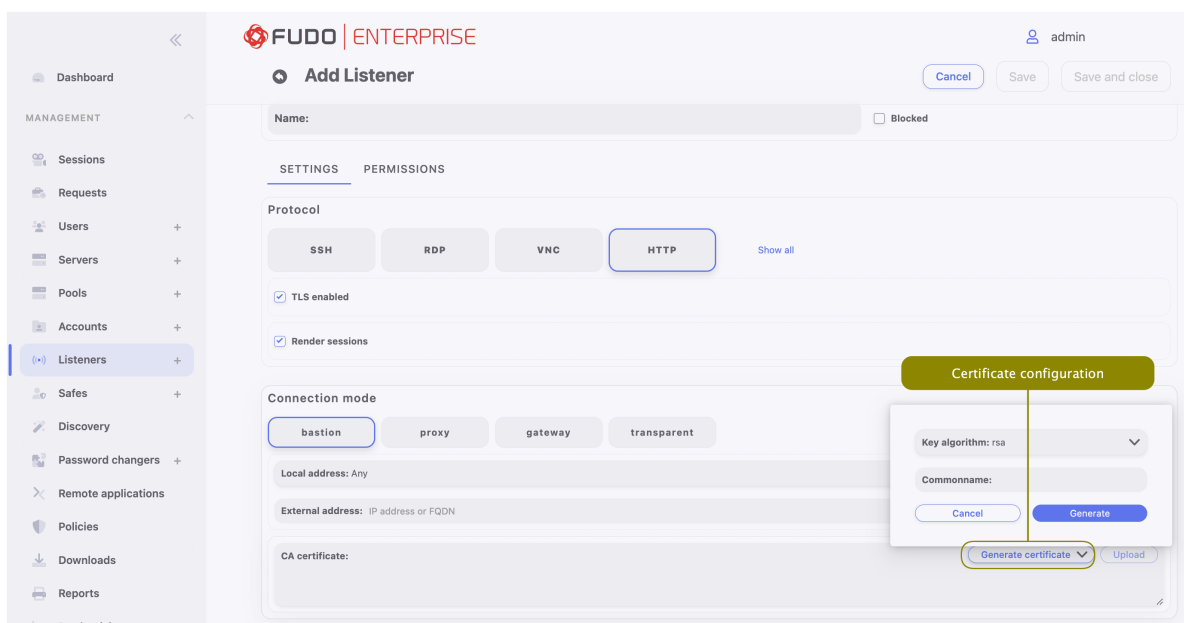 FUDO ENTERPRISE
admin
Add Listener
Cancel
Save
Save and close
Dashboard
MANAGEMENT
Sessions
Requests
Users +
Servers +
Pools +
Accounts +
Listeners +
Safes +
Discovery
Password changers +
Remote applications
Policies
Downloads
Reports
Name:
Blocked
SETTINGS
PERMISSIONS
Protocol
SSH
RDP
VNC
HTTP
Show all
TLS enabled
Render sessions
Connection mode
bastion
proxy
gateway
transparent
Local address: Any
External address: IP address or FQDN
CA certificate:
Certificate configuration
Key algorithm: rsa
Commonname:
Cancel
Generate
Generate certificate
Upload